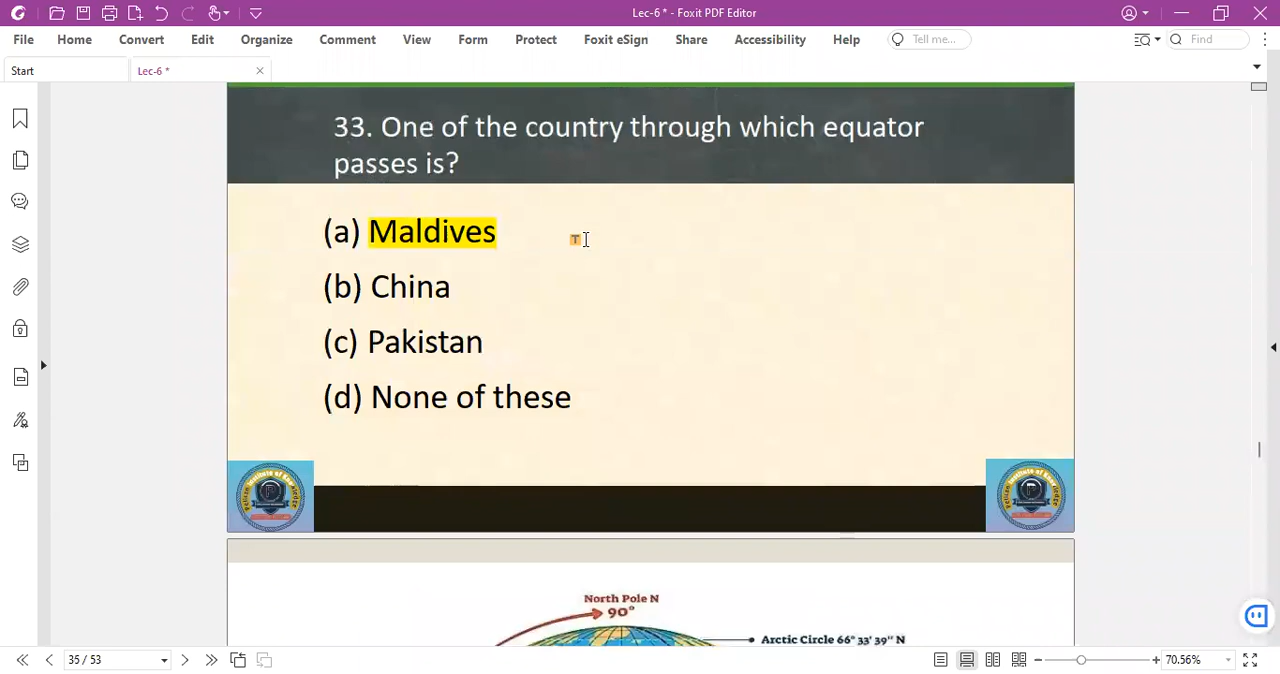 Lec-6 * - Foxit PDF Editor
File Home Convert Edit Organize Comment View Form Protect Foxit eSign Share Accessibility Help Tell me... Find
Start Lec-6 *
33. One of the country through which equator
passes is?
(a) Maldives
(b) China
(c) Pakistan
(d) None of these
North Pole N
90°
Arctic Circle 66° 33' 39" N
35 / 53 70.56%